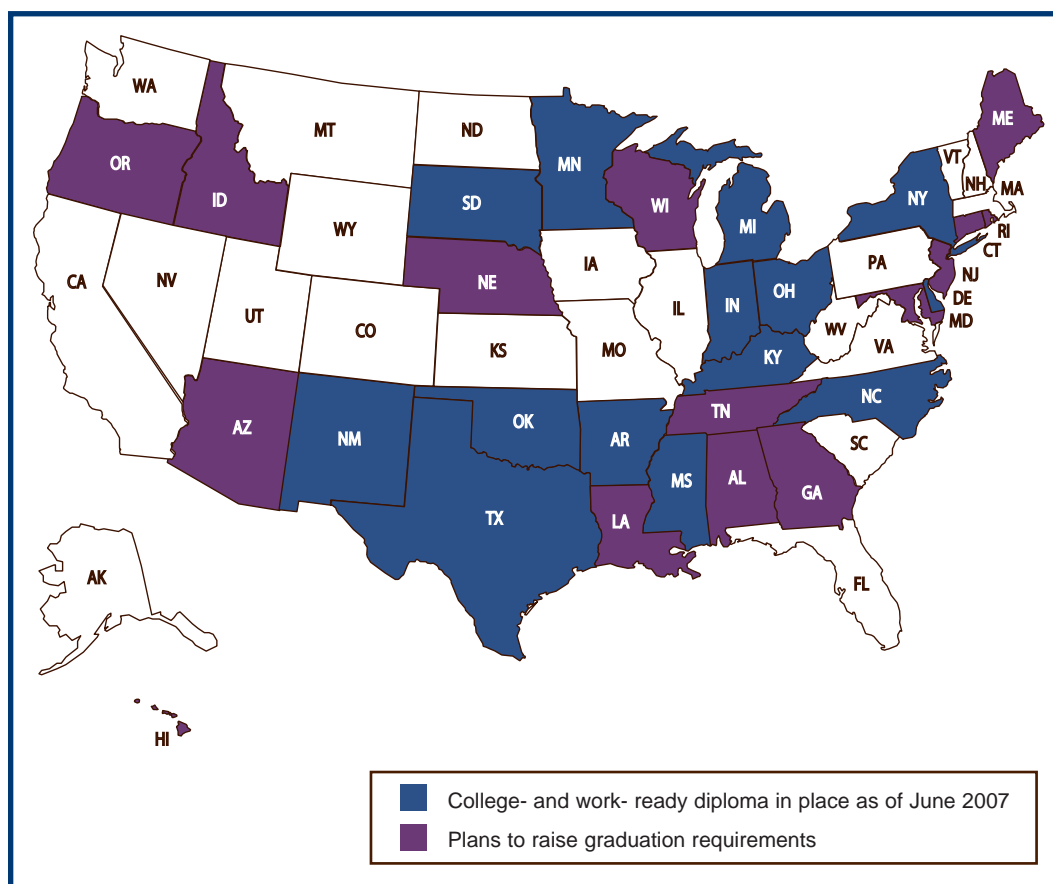 WA
MT
ND
MN
ME
VT
NH
MA
OR
ID
SD
WI
NY
RI
CT
WY
MI
NE
IA
PA
NJ
DE
MD
CA
NV
UT
CO
IL
IN
OH
WV
VA
KS
MO
KY
NC
TN
AZ
NM
OK
AR
SC
MS
AL
GA
TX
LA
AK
FL
HI
College- and work- ready diploma in place as of June 2007
Plans to raise graduation requirements